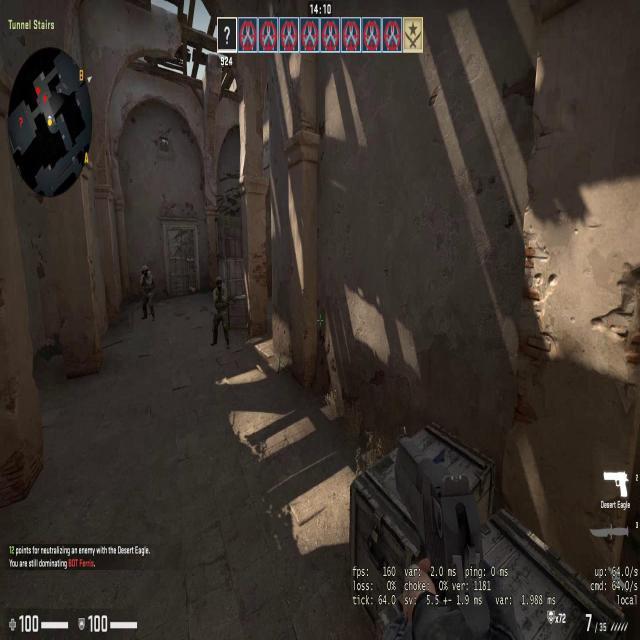 14:10
Tunnel Stairs
?
924
B
?
A
2
Desert Eagle
3
12 points for neutralizing an enemy with the Desert Eagle.
You are still dominating BOT Ferris.
fps: 160 var: 2.0 ms ping: 0 ms
loss: 0% choke: 0% ver: 1181
tick: 64.0 sv: 5.5 +- 1.9 ms var: 1.988 ms
up: 64.0/s
cmd: 64.0/s
local
x72
100
100
7 / 35